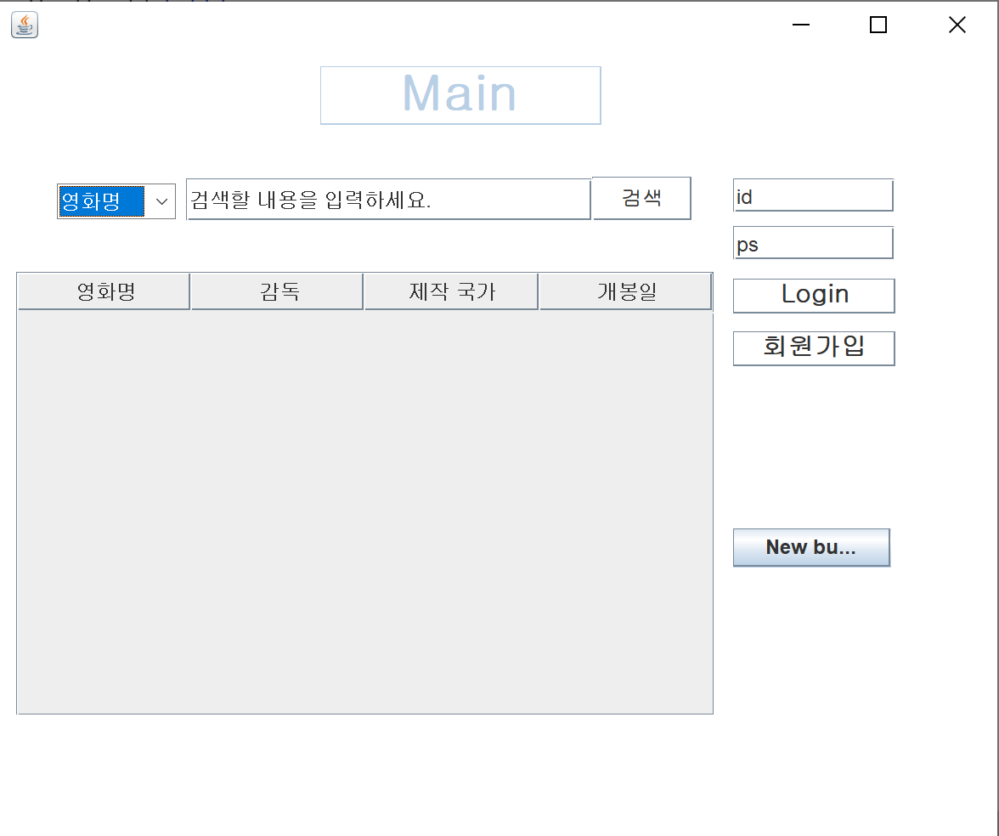 Main
영화명
검색할 내용을 입력하세요.
검색
id
ps
영화명 감독 제작 국가 개봉일
Login
회원가입
New bu...